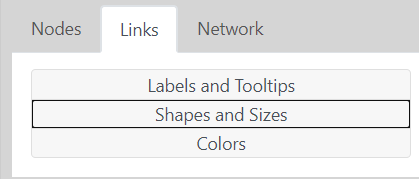 Nodes Links Network
Labels and Tooltips
Shapes and Sizes
Colors